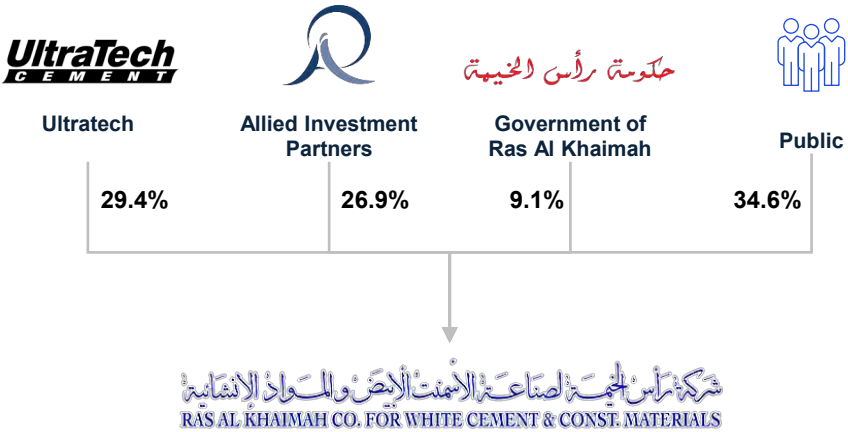 UltraTech
CEMENT
حكومة رأس الخيمة
Ultratech
Allied Investment
Partners
Government of
Ras Al Khaimah
Public
29.4%
26.9%
9.1%
34.6%
شركة رأس الخيمة لصناعة الأسمنت الأبيض والمواد الإنشائية
RAS AL KHAIMAH CO. FOR WHITE CEMENT & CONST. MATERIALS